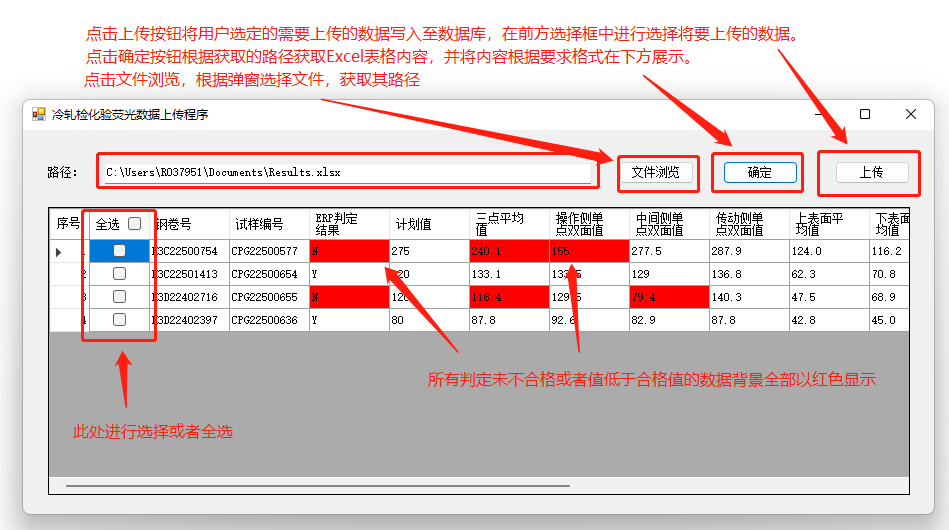 点击上传按钮将用户选定的需要上传的数据写入至数据库，在前方选择框中进行选择将要上传的数据。
点击确定按钮根据获取的路径获取Excel表格内容，并将内容根据要求格式在下方展示。
点击文件浏览，根据弹窗选择文件，获取其路径
冷轧检化验荧光数据上传程序
路径： C:\Users\R037951\Documents\Results.xlsx 文件浏览 确定 上传
序号 全选 钢卷号 试样编号 ERP判定结果 计划值 三点平均值 操作侧单点双面值 中间侧单点双面值 传动侧单点双面值 上表面平均值 下表面均值
3C22500754 CPG22500577 N 275 240.1 155 277.5 287.9 124.0 116.2
2 3C22501413 CPG22500654 Y 20 133.1 129 136.8 62.3 70.8
3 3D22402716 CPG22500655 N 120 116.4 129.5 79.4 140.3 47.5 68.9
4 3D22402397 CPG22500636 Y 80 87.8 92.6 82.9 87.8 42.8 45.0
所有判定未不合格或者值低于合格值的数据背景全部以红色显示
此处进行选择或者全选